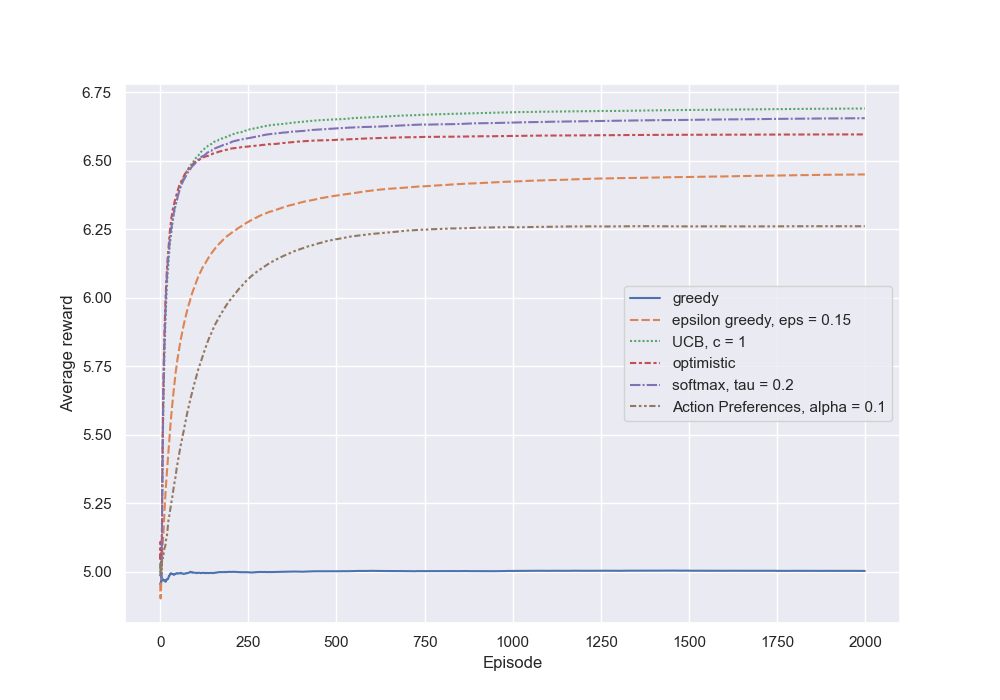 6.75
6.50
6.25
6.00
5.75
5.50
5.25
5.00
Average reward
greedy
epsilon greedy, eps = 0.15
UCB, c = 1
optimistic
softmax, tau = 0.2
Action Preferences, alpha = 0.1
0 250 500 750 1000 1250 1500 1750 2000
Episode